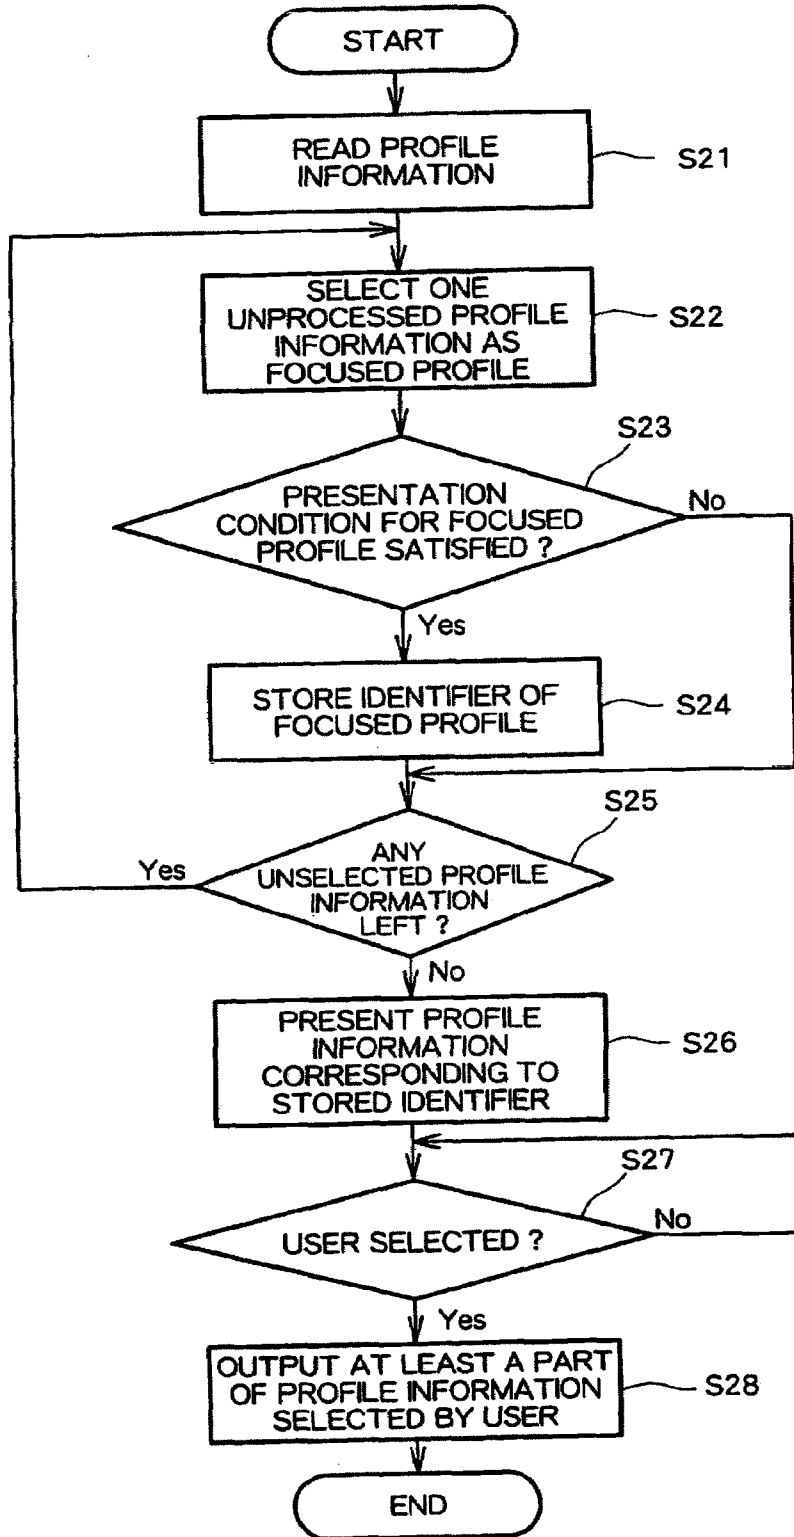 START
READ PROFILE
INFORMATION
S21
SELECT ONE
UNPROCESSED PROFILE
INFORMATION AS
FOCUSED PROFILE
S22
S23
PRESENTATION
CONDITION FOR FOCUSED
PROFILE SATISFIED ?
No
Yes
STORE IDENTIFIER OF
FOCUSED PROFILE
S24
S25
ANY
UNSELECTED PROFILE
INFORMATION
LEFT ?
Yes
No
PRESENT PROFILE
INFORMATION
CORRESPONDING TO
STORED IDENTIFIER
S26
S27
USER SELECTED ?
No
Yes
OUTPUT AT LEAST A PART
OF PROFILE INFORMATION
SELECTED BY USER
S28
END